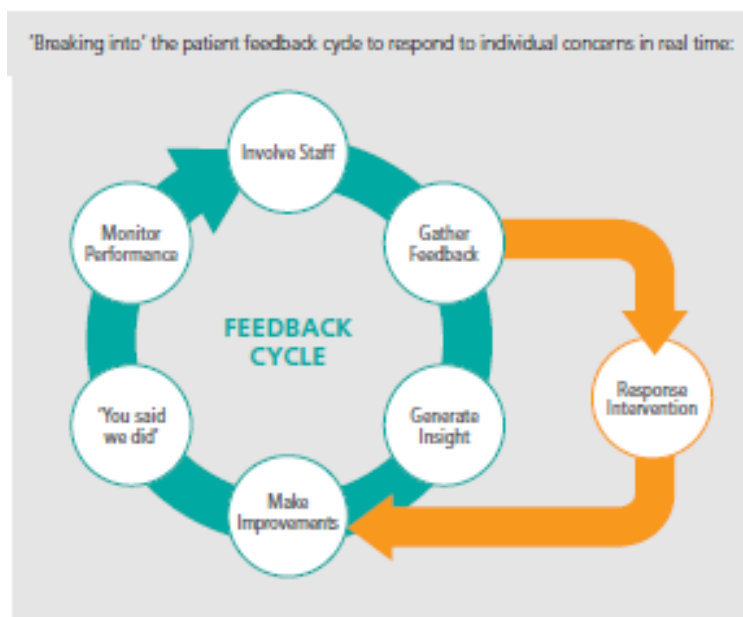 'Breaking into' the patient feedback cycle to respond to individual concerns in real time:
Involve Staff
Gather
Feedback
Generate
Insight
Make
Improvements
'You said
we did'
Monitor
Performance
FEEDBACK
CYCLE
Response
Intervention